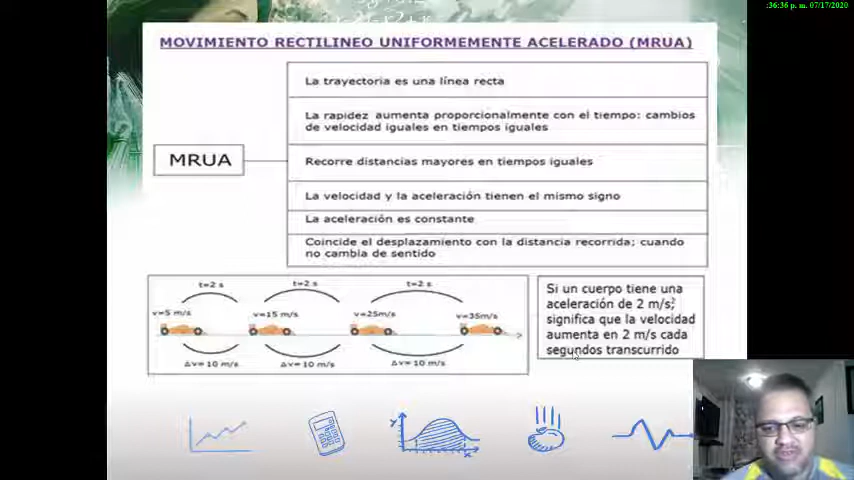 :36:36 p. m. 07/17/2020
MOVIMIENTO RECTILINEO UNIFORMEMENTE ACELERADO (MRUA)
MRUA
La trayectoria es una línea recta
La rapidez aumenta proporcionalmente con el tiempo: cambios
de velocidad iguales en tiempos iguales
Recorre distancias mayores en tiempos iguales
La velocidad y la aceleración tienen el mismo signo
La aceleración es constante
Coincide el desplazamiento con la distancia recorrida; cuando
no cambia de sentido
t=2 s t=2 s t=2 s
v=5 m/s v=15 m/s v=25m/s v=35m/s
Δv= 10 m/s Δv= 10 m/s Δv= 10 m/s
Si un cuerpo tiene una
aceleración de 2 m/s²;
significa que la velocidad
aumenta en 2 m/s cada
segundos transcurrido
y
x